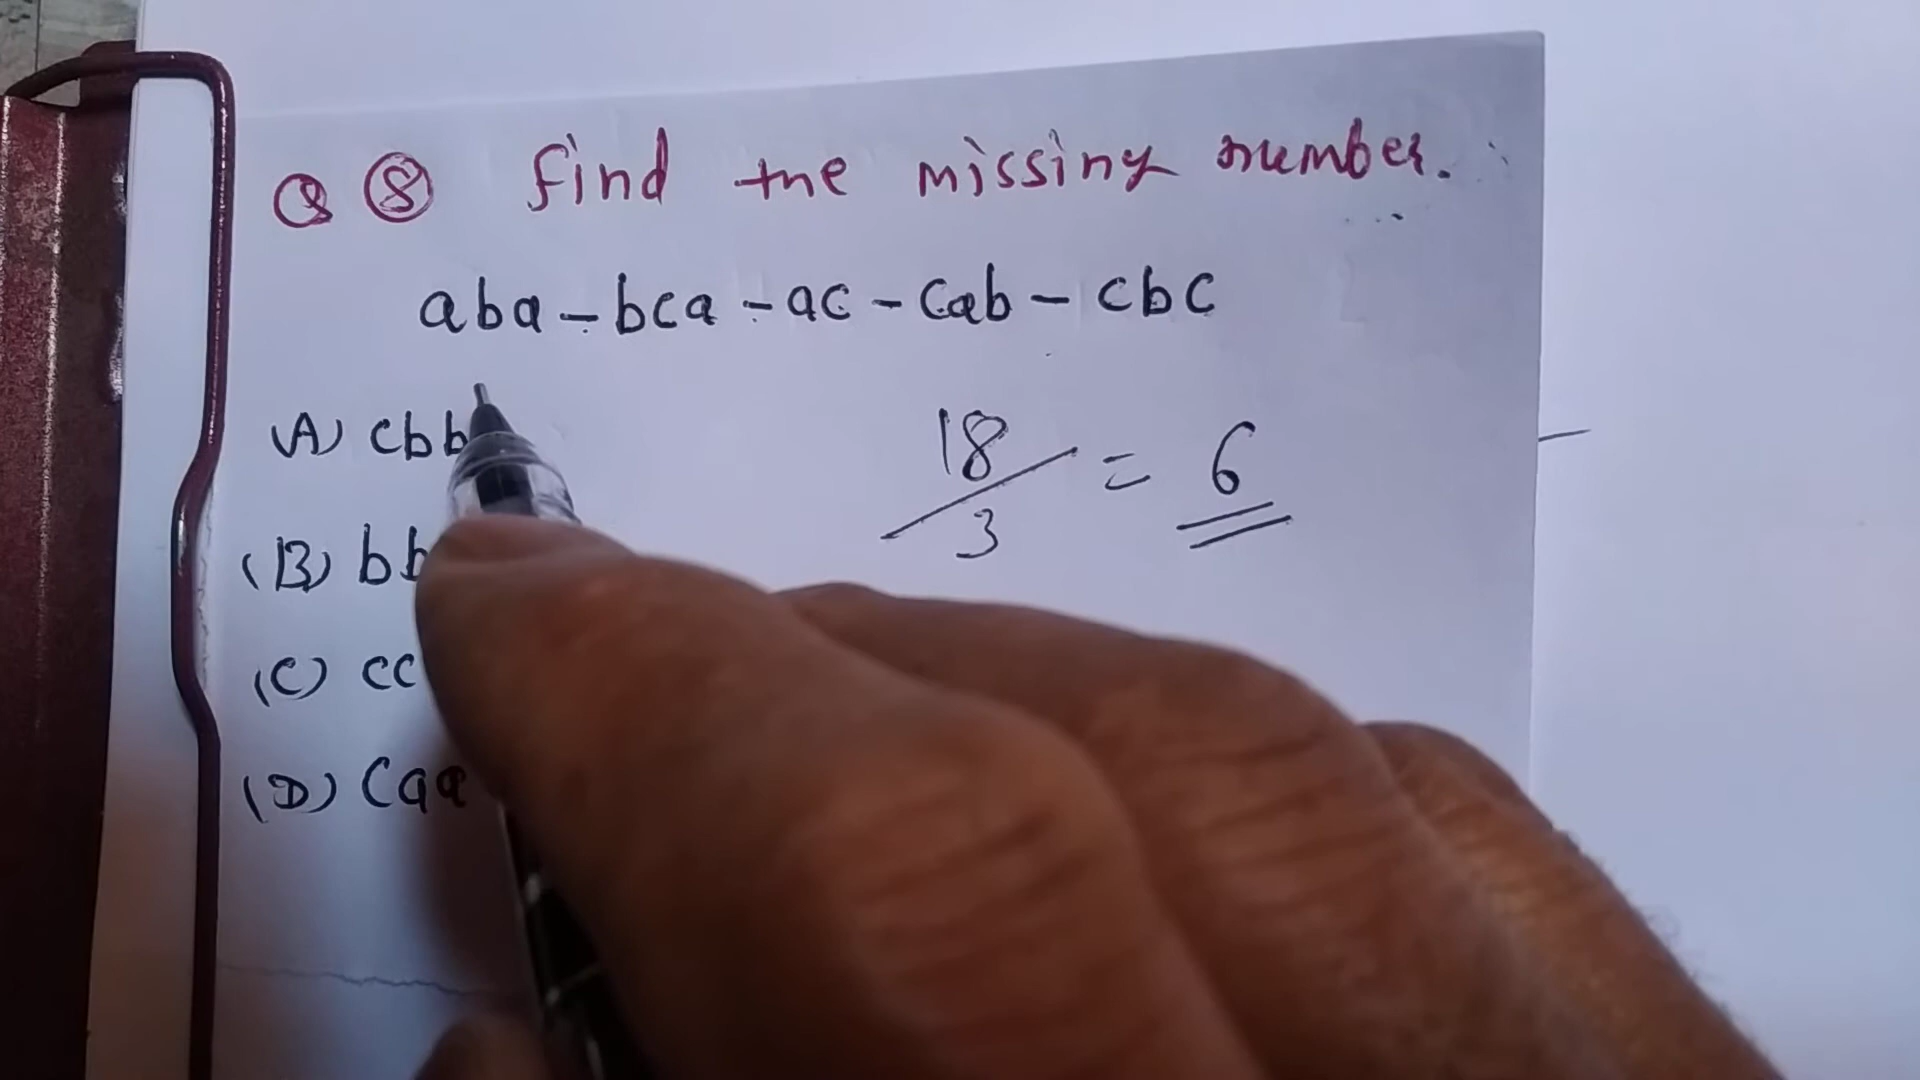 Q ⑧ find the missing number.
aba - bca - ac - cab - cbc
(A) cbb
(B) bb
(C) cc
(D) caa
18/3 = 6